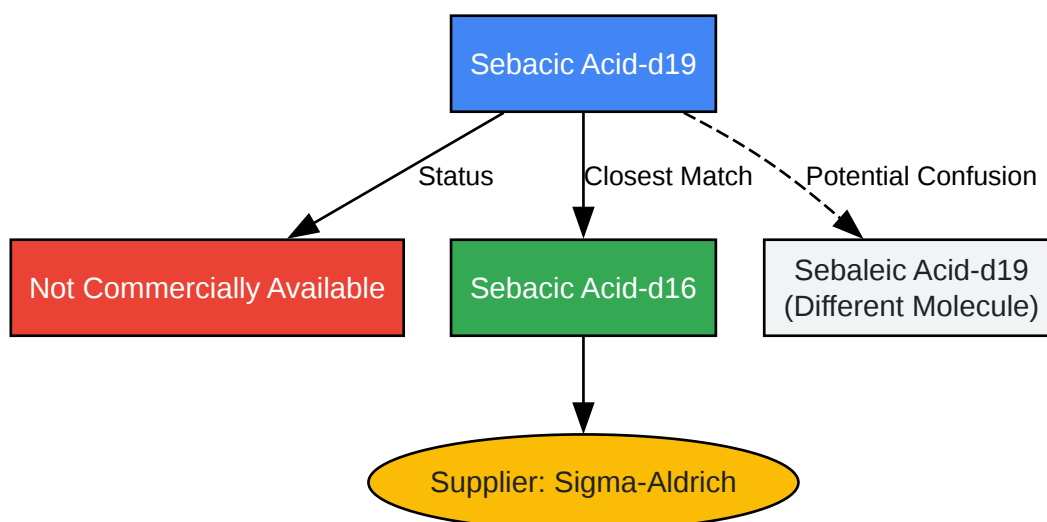 Sebacic Acid-d19
Status
Closest Match
Potential Confusion
Not Commercially Available
Sebacic Acid-d16
Sebaleic Acid-d19
(Different Molecule)
Supplier: Sigma-Aldrich